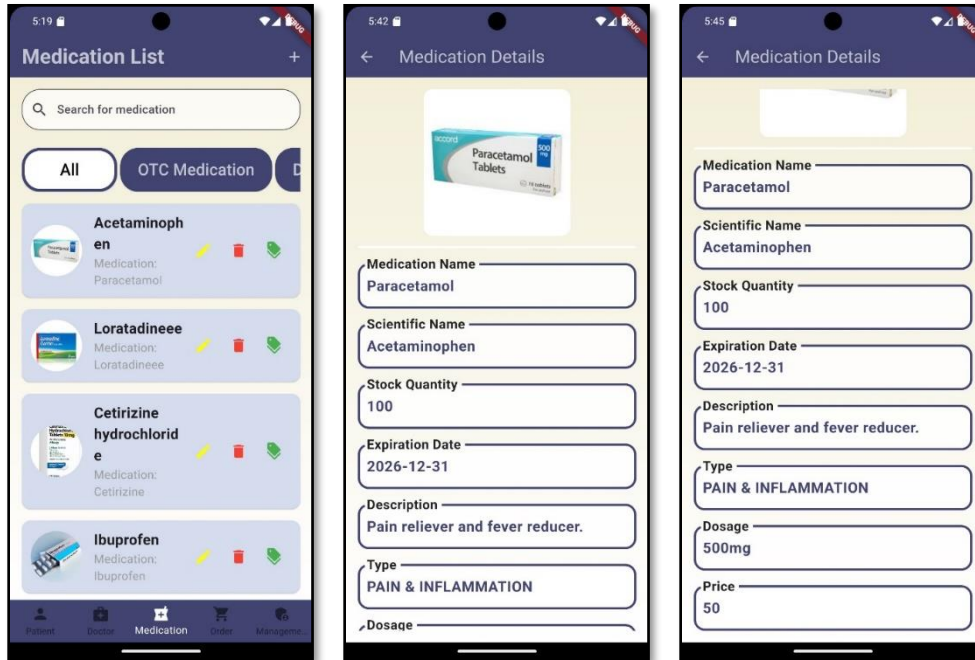 5:19
DEBUG
Medication List
+
Search for medication
All
OTC Medication
D
Acetaminoph
en
Medication:
Paracetamol
Loratadineee
Medication:
Loratadineee
Cetirizine
hydrochlorid
e
Medication:
Cetirizine
Ibuprofen
Medication:
Ibuprofen
Patient
Doctor
Medication
Order
Manageme...
5:42
DEBUG
Medication Details
accord
500
mg
Paracetamol
Tablets
Medication Name
Paracetamol
Scientific Name
Acetaminophen
Stock Quantity
100
Expiration Date
2026-12-31
Description
Pain reliever and fever reducer.
Type
PAIN & INFLAMMATION
Dosage
5:45
DEBUG
Medication Details
Medication Name
Paracetamol
Scientific Name
Acetaminophen
Stock Quantity
100
Expiration Date
2026-12-31
Description
Pain reliever and fever reducer.
Type
PAIN & INFLAMMATION
Dosage
500mg
Price
50